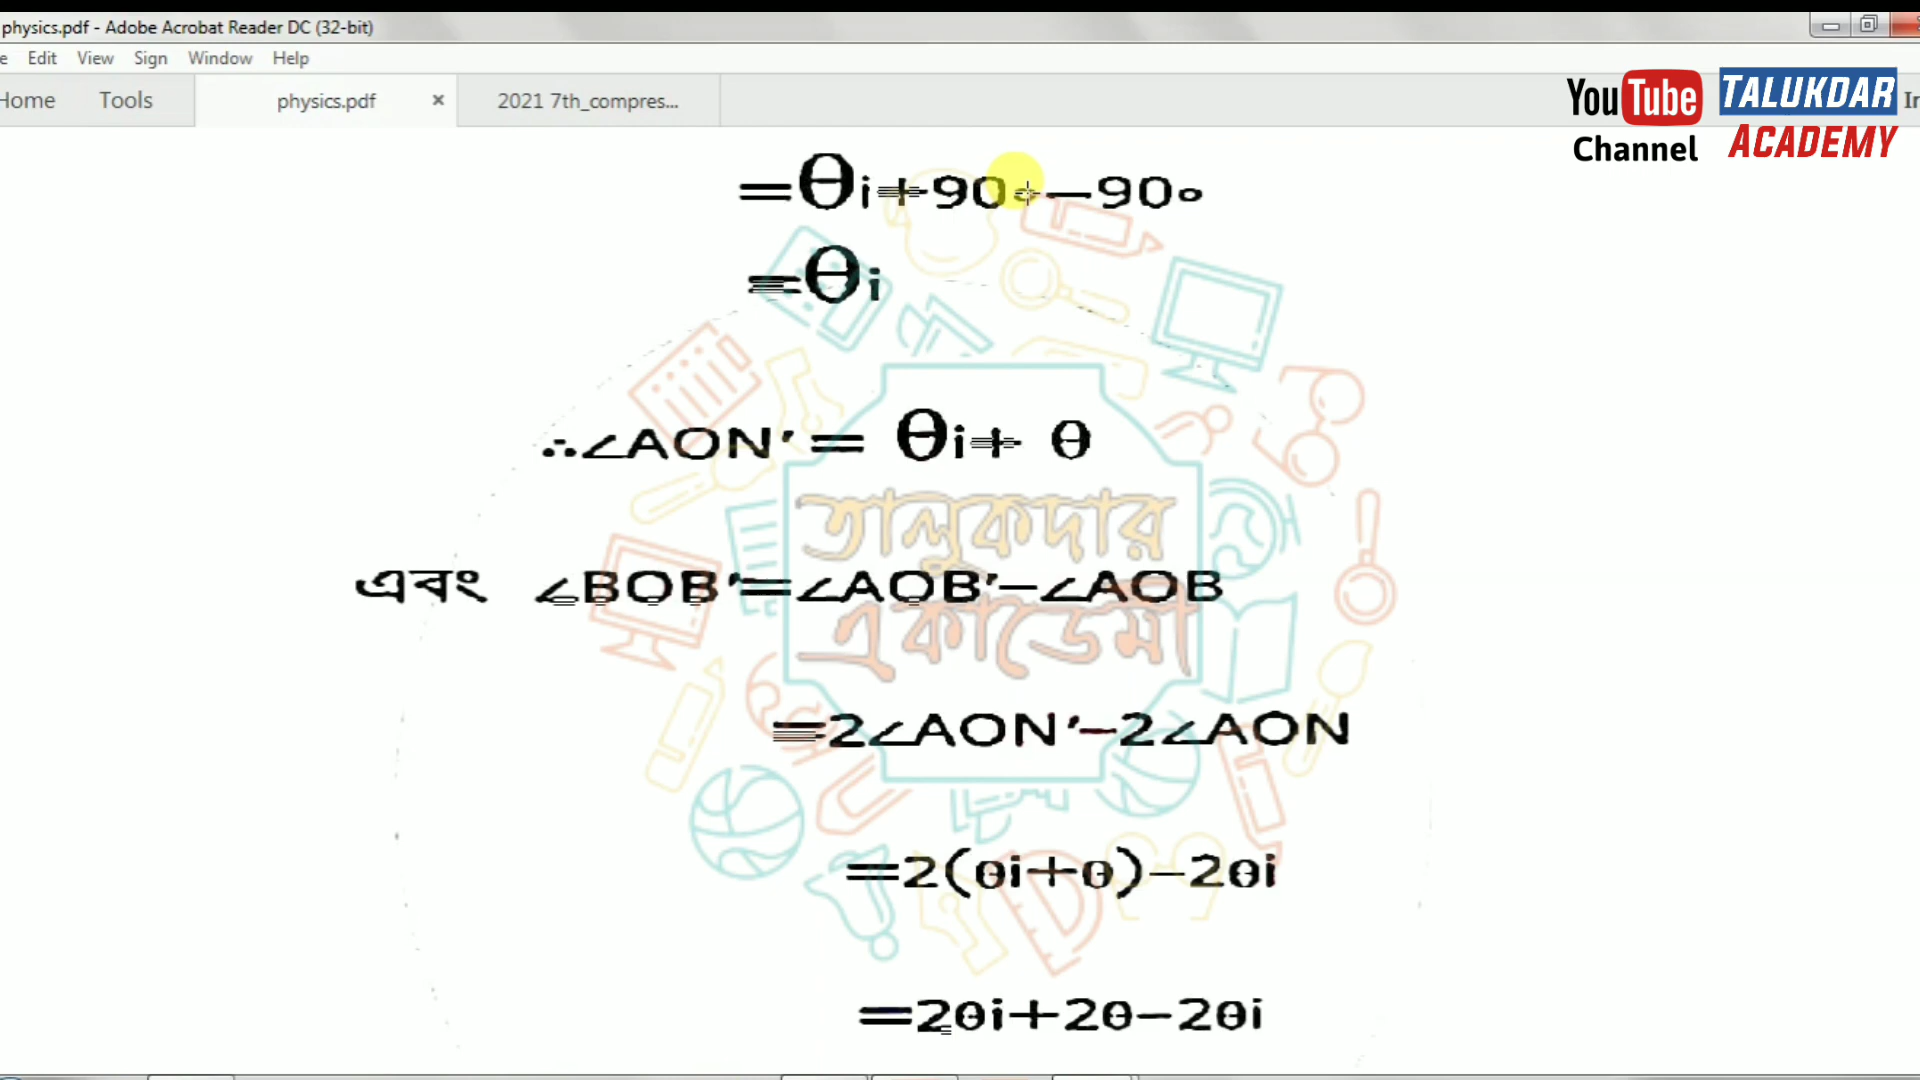 physics.pdf - Adobe Acrobat Reader DC (32-bit)
e Edit View Sign Window Help
Home Tools physics.pdf × 2021 7th_compres...
YouTube Channel
TALUKDAR ACADEMY
=θi+90∘−90∘
=θi
∴∠AON′= θi+ θ
তালুকদার
এবং ∠BOB′=∠AOB′−∠AOB
একাডেমী
=2∠AON′−2∠AON
=2(θi+θ)−2θi
=2θi+2θ−2θi